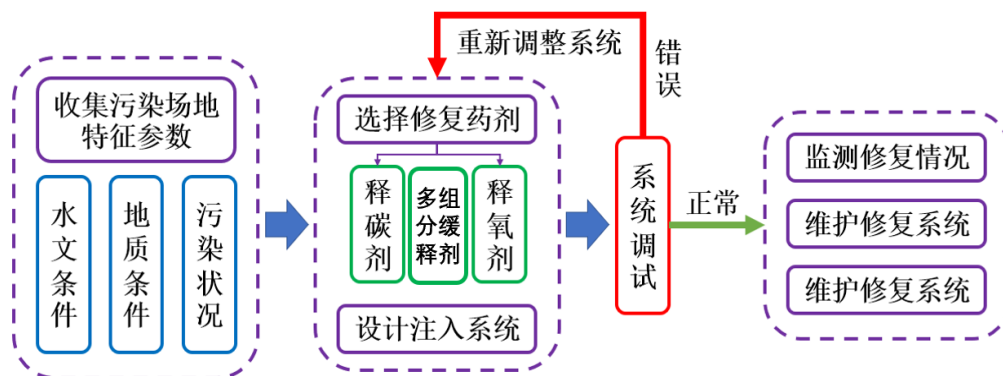 收集污染场地
特征参数
水文条件
地质条件
污染状况
重新调整系统
错误
选择修复药剂
释碳剂
多组
分缓
释剂
释氧剂
设计注入系统
系统调试
正常
监测修复情况
维护修复系统
维护修复系统